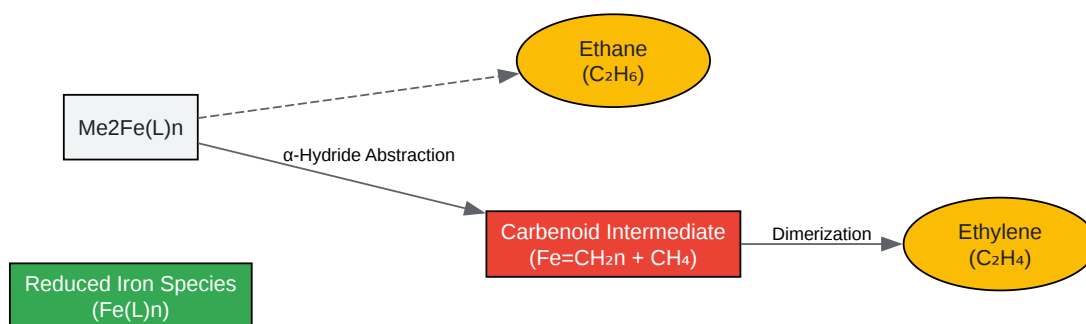 Ethane
(C₂H₆)
Me2Fe(L)n
α-Hydride Abstraction
Carbenoid Intermediate
(Fe=CH₂n + CH₄)
Dimerization
Ethylene
(C₂H₄)
Reduced Iron Species
(Fe(L)n)